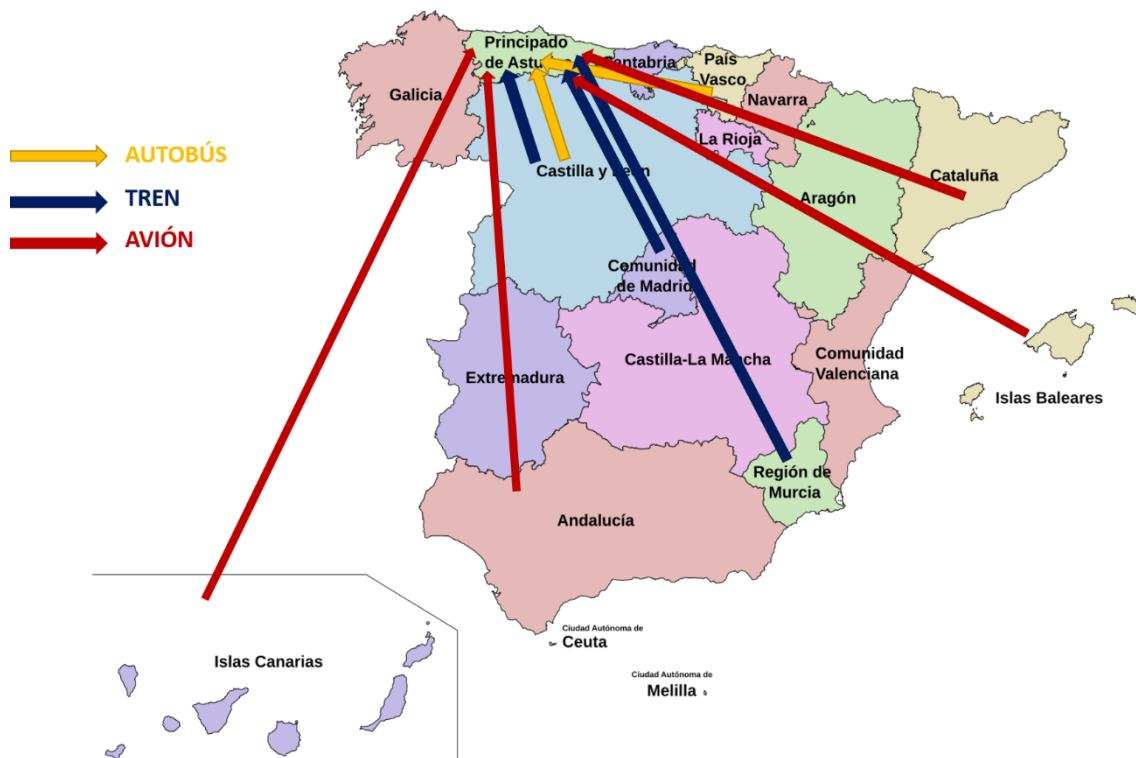 Principado
de Astu
Cantabria
País
Vasco
Galicia
Navarra
La Rioja
AUTOBÚS
Castilla y León
Cataluña
TREN
Aragón
AVIÓN
Comunidad
de Madrid
Castilla-La Mancha
Comunidad
Valenciana
Extremadura
Islas Baleares
Región de
Murcia
Andalucía
Ciudad Autónoma de
Ceuta
Islas Canarias
Ciudad Autónoma de
Melilla